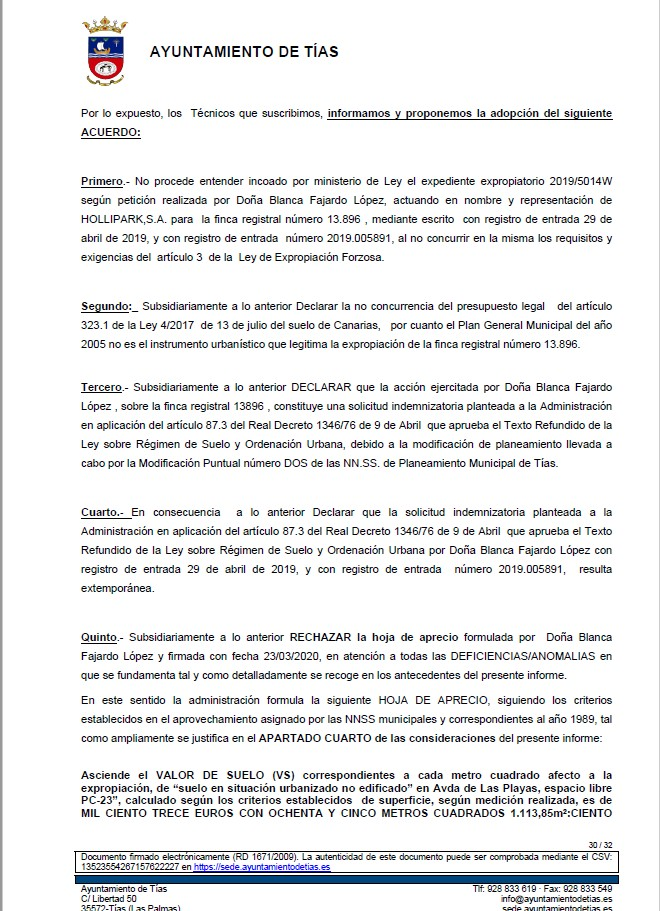 AYUNTAMIENTO DE TÍAS
Por lo expuesto, los Técnicos que suscribimos, informamos y proponemos la adopción del siguiente
ACUERDO:
Primero.- No procede entender incoado por ministerio de Ley el expediente expropiatorio 2019/5014W
según petición realizada por Doña Blanca Fajardo López, actuando en nombre y representación de
HOLLIPARK,S.A. para la finca registral número 13.896 , mediante escrito con registro de entrada 29 de
abril de 2019, y con registro de entrada número 2019.005891, al no concurrir en la misma los requisitos y
exigencias del artículo 3 de la Ley de Expropiación Forzosa.
Segundo:_ Subsidiariamente a lo anterior Declarar la no concurrencia del presupuesto legal del artículo
323.1 de la Ley 4/2017 de 13 de julio del suelo de Canarias, por cuanto el Plan General Municipal del año
2005 no es el instrumento urbanístico que legitima la expropiación de la finca registral número 13.896.
Tercero.- Subsidiariamente a lo anterior DECLARAR que la acción ejercitada por Doña Blanca Fajardo
López , sobre la finca registral 13896 , constituye una solicitud indemnizatoria planteada a la Administración
en aplicación del artículo 87.3 del Real Decreto 1346/76 de 9 de Abril que aprueba el Texto Refundido de la
Ley sobre Régimen de Suelo y Ordenación Urbana, debido a la modificación de planeamiento llevada a
cabo por la Modificación Puntual número DOS de las NN.SS. de Planeamiento Municipal de Tías.
Cuarto.- En consecuencia a lo anterior Declarar que la solicitud indemnizatoria planteada a la
Administración en aplicación del artículo 87.3 del Real Decreto 1346/76 de 9 de Abril que aprueba el Texto
Refundido de la Ley sobre Régimen de Suelo y Ordenación Urbana por Doña Blanca Fajardo López con
registro de entrada 29 de abril de 2019, y con registro de entrada número 2019.005891, resulta
extemporánea.
Quinto.- Subsidiariamente a lo anterior RECHAZAR la hoja de aprecio formulada por Doña Blanca
Fajardo López y firmada con fecha 23/03/2020, en atención a todas las DEFICIENCIAS/ANOMALIAS en
que se fundamenta tal y como detalladamente se recoge en los antecedentes del presente informe.
En este sentido la administración formula la siguiente HOJA DE APRECIO, siguiendo los criterios
establecidos en el aprovechamiento asignado por las NNSS municipales y correspondientes al año 1989, tal
como ampliamente se justifica en el APARTADO CUARTO de las consideraciones del presente informe:
Asciende el VALOR DE SUELO (VS) correspondientes a cada metro cuadrado afecto a la
expropiación, de “suelo en situación urbanizado no edificado” en Avda de Las Playas, espacio libre
PC-23”, calculado según los criterios establecidos de superficie, según medición realizada, es de
MIL CIENTO TRECE EUROS CON OCHENTA Y CINCO METROS CUADRADOS 1.113,85m²:CIENTO
30 / 32
Documento firmado electrónicamente (RD 1671/2009). La autenticidad de este documento puede ser comprobada mediante el CSV:
13523554267157622227 en https://sede.ayuntamientodetias.es
Ayuntamiento de Tías Tlf: 928 833 619 · Fax: 928 833 549
C/ Libertad 50 info@ayuntamientodetias.es
35572-Tías (Las Palmas) sede.ayuntamientodetias.es